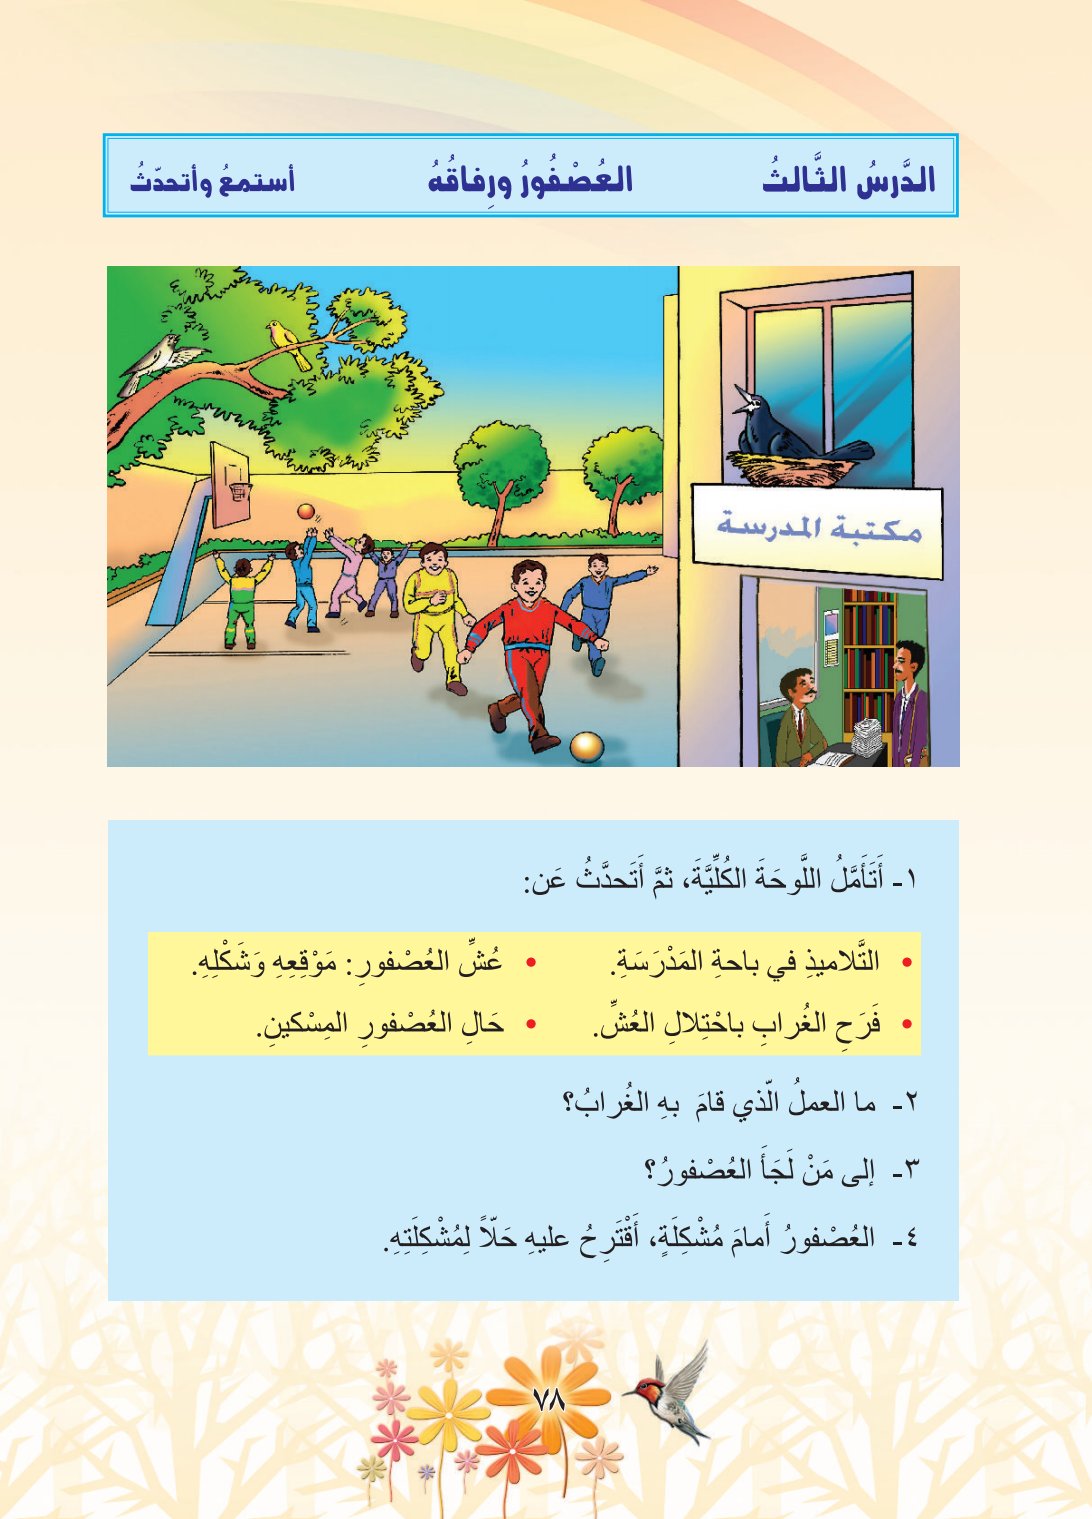 الدَّرسُ الثَّالثُ العُصْفُورُ ورِفاقُهُ أستمعُ وأتحدّثُ
مكتبة المدرسة
١- أَتَأَمَّلُ اللَّوحَةَ الكُلِّيَّةَ، ثمَّ أَتَحدَّثُ عَن:
• التَّلاميذِ في باحةِ المَدْرَسَةِ. • عُشِّ العُصْفورِ: مَوْقِعِهِ وَشَكْلِهِ.
• فَرَحِ الغُرابِ باحْتِلالِ العُشِّ. • حَالِ العُصْفورِ المِسْكينِ.
٢- ما العملُ الّذي قامَ بهِ الغُرابُ؟
٣- إلى مَنْ لَجَأَ العُصْفورُ؟
٤- العُصْفورُ أَمامَ مُشْكِلَةٍ، أَقْتَرِحُ عليهِ حَلّاً لِمُشْكِلَتِهِ.
٧٨